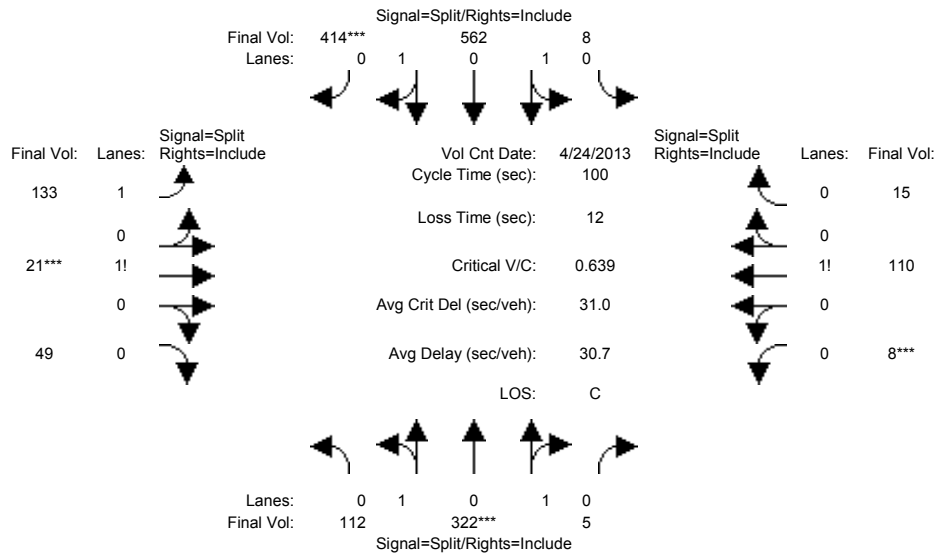 Signal=Split/Rights=Include
Final Vol: 414*** 562 8
Lanes: 0 1 0 1 0
Signal=Split Signal=Split
Final Vol: Lanes: Rights=Include Vol Cnt Date: 4/24/2013 Rights=Include Lanes: Final Vol:
Cycle Time (sec): 100
133 1 0 15
Loss Time (sec): 12
0 0
21*** 1! Critical V/C: 0.639 1! 110
0 Avg Crit Del (sec/veh): 31.0 0
49 0 Avg Delay (sec/veh): 30.7 0 8***
LOS: C
Lanes: 0 1 0 1 0
Final Vol: 112 322*** 5
Signal=Split/Rights=Include